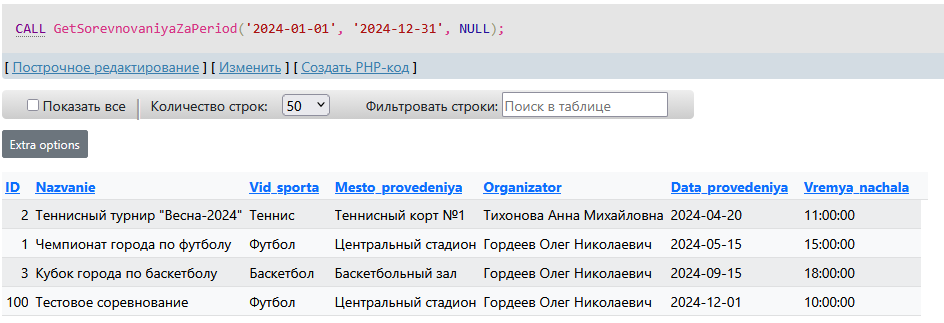 CALL GetSorevnovaniyaZaPeriod('2024-01-01', '2024-12-31', NULL);
[ Построчное редактирование ] [ Изменить ] [ Создать PHP-код ]
Показать все Количество строк: 50 Фильтровать строки: Поиск в таблице
Extra options
ID Nazvanie Vid_sporta Mesto_provedeniya Organizator Data_provedeniya Vremya_nachala
2 Теннисный турнир "Весна-2024" Теннис Теннисный корт №1 Тихонова Анна Михайловна 2024-04-20 11:00:00
1 Чемпионат города по футболу Футбол Центральный стадион Гордеев Олег Николаевич 2024-05-15 15:00:00
3 Кубок города по баскетболу Баскетбол Баскетбольный зал Гордеев Олег Николаевич 2024-09-15 18:00:00
100 Тестовое соревнование Футбол Центральный стадион Гордеев Олег Николаевич 2024-12-01 10:00:00